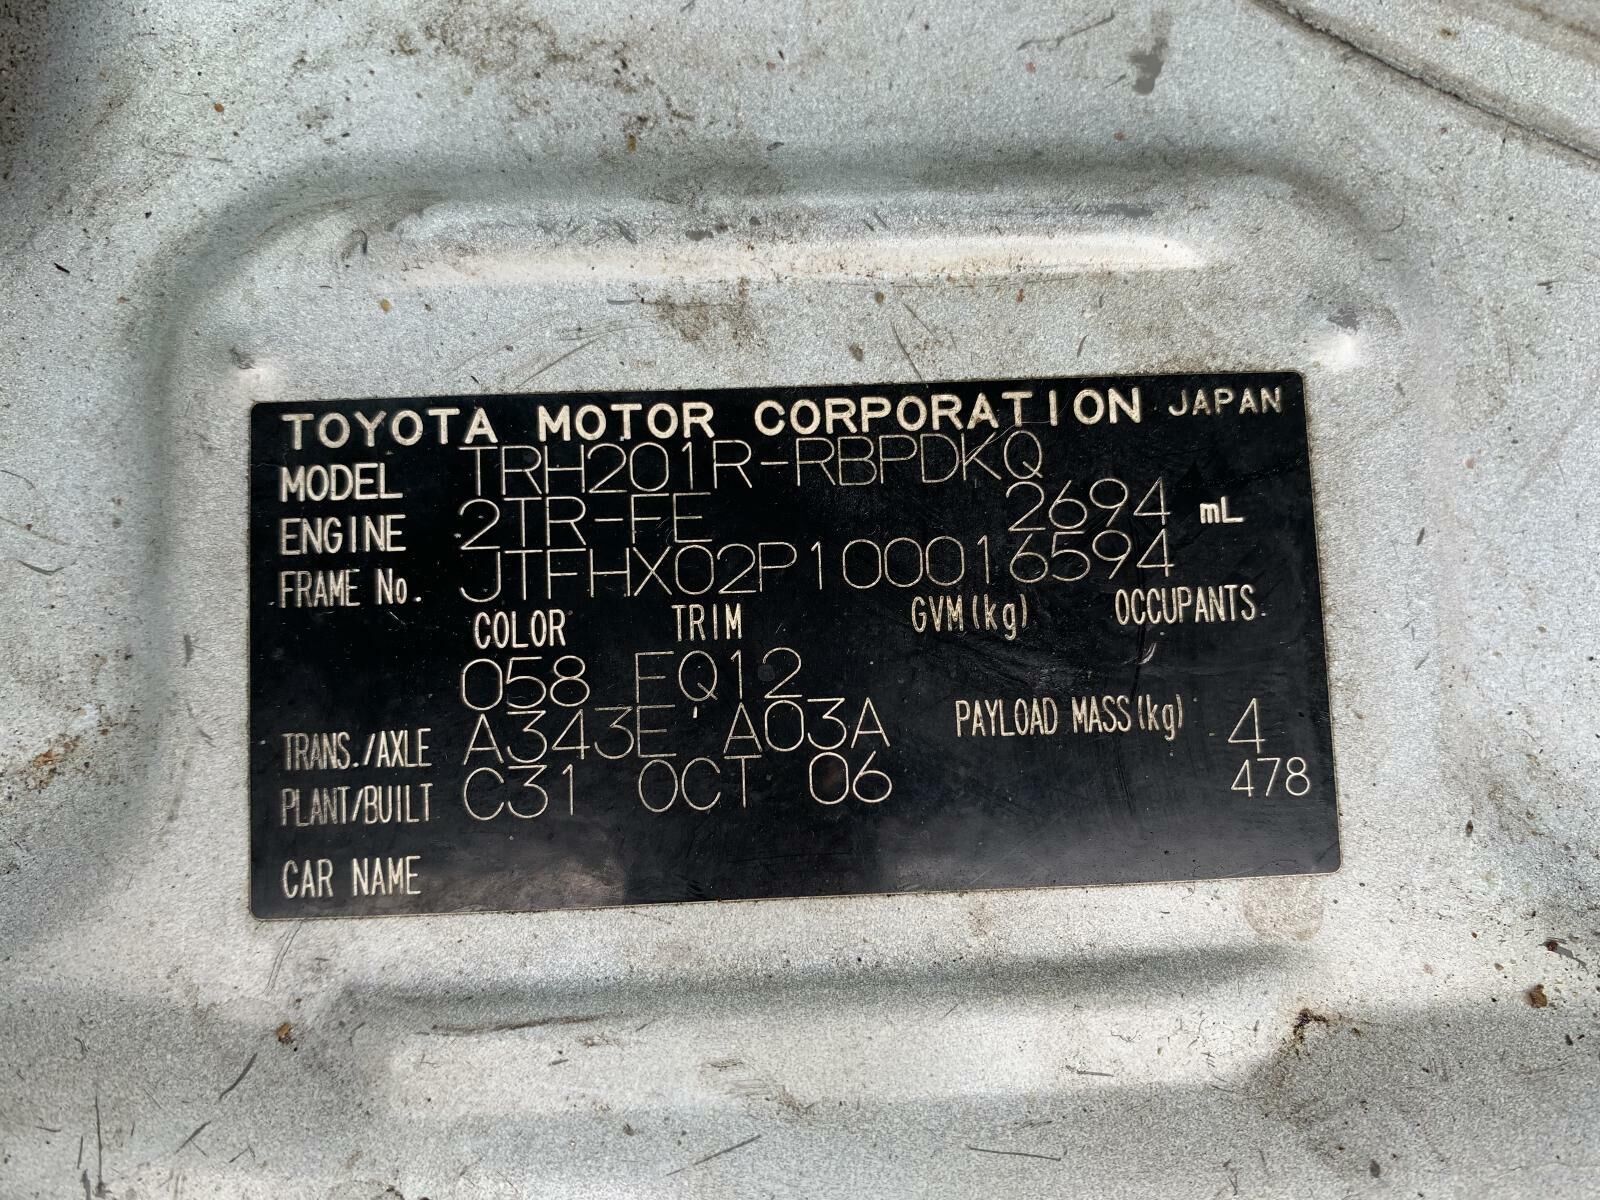 TOYOTA MOTOR CORPORATION JAPAN
MODEL TRH201R-RBPDKQ
ENGINE 2TR-FE 2694 mL
FRAME No. JTFHX02P100016594
COLOR TRIM GVM(kg) OCCUPANTS
058 FQ12
TRANS./AXLE A343E A03A PAYLOAD MASS(kg) 4
PLANT/BUILT C31 OCT 06 478
CAR NAME